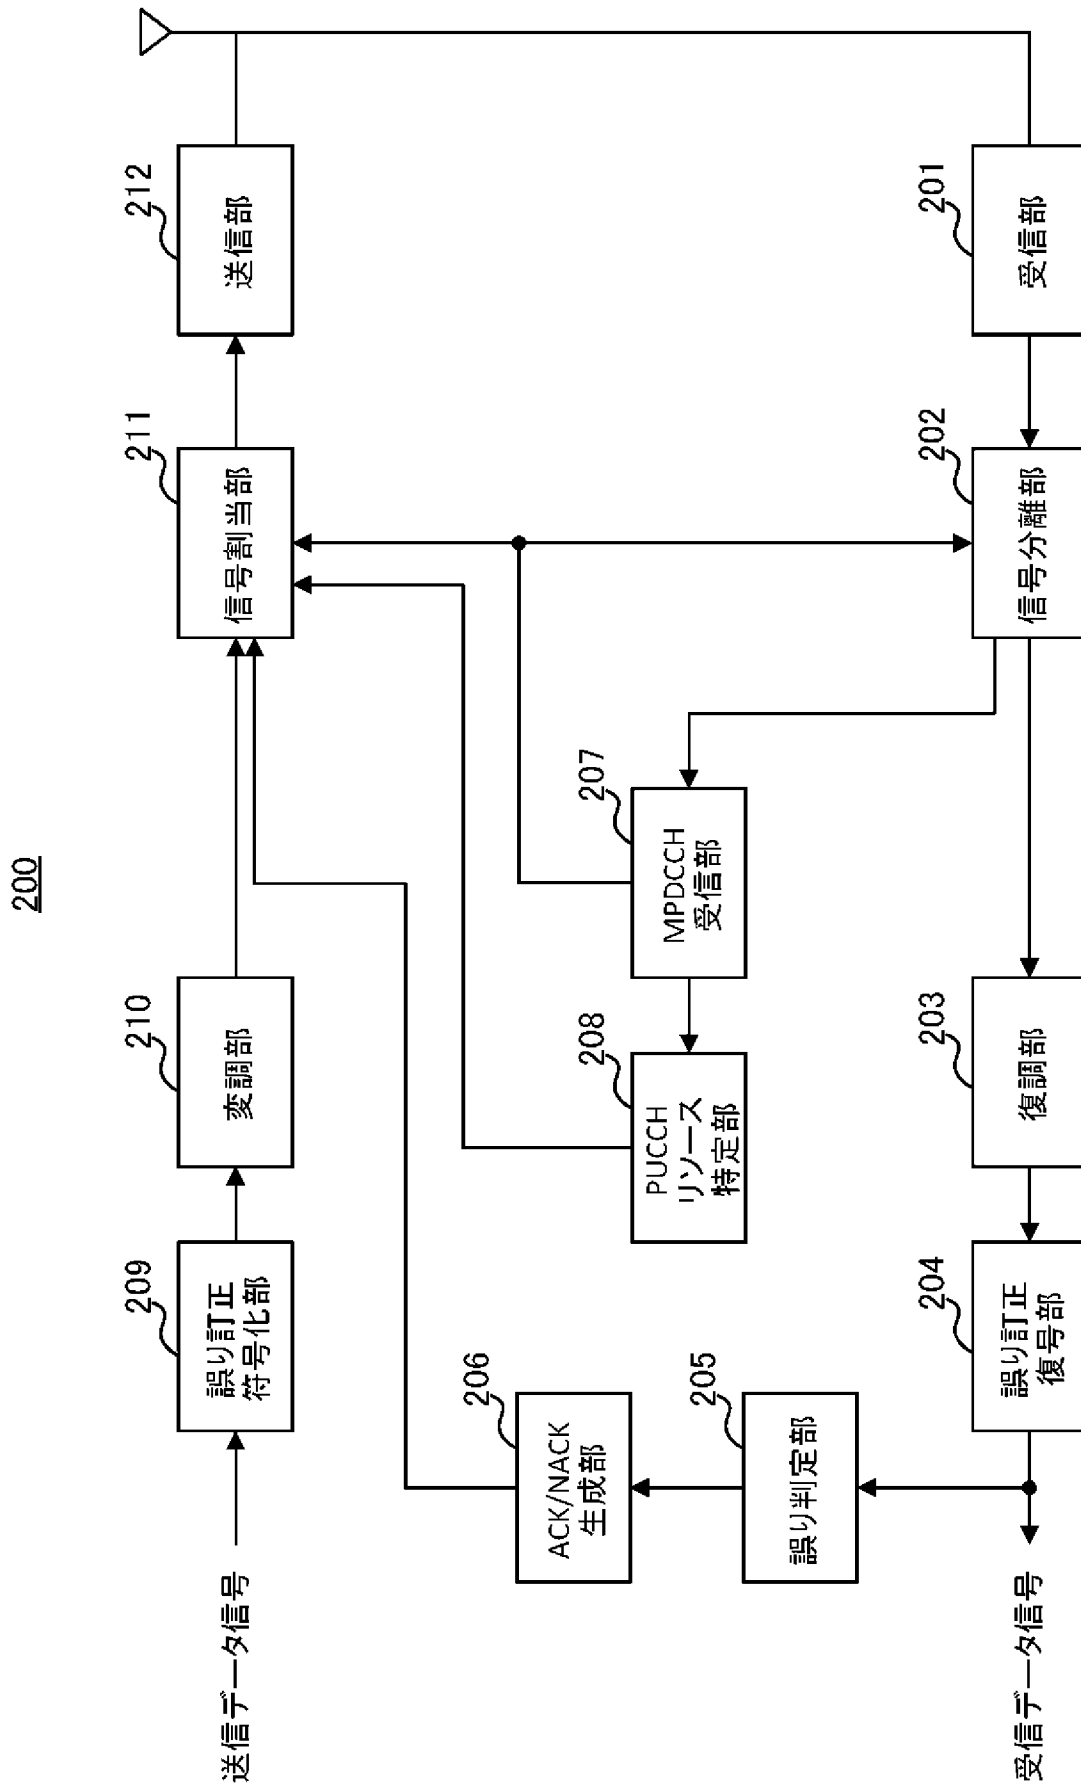 200
送信データ信号
209
誤り訂正
符号化部
210
変調部
211
信号割当部
212
送信部
206
ACK/NACK
生成部
208
PUCCH
リソース
特定部
207
MPDCCH
受信部
205
誤り判定部
受信データ信号
204
誤り訂正
復号部
203
復調部
202
信号分離部
201
受信部